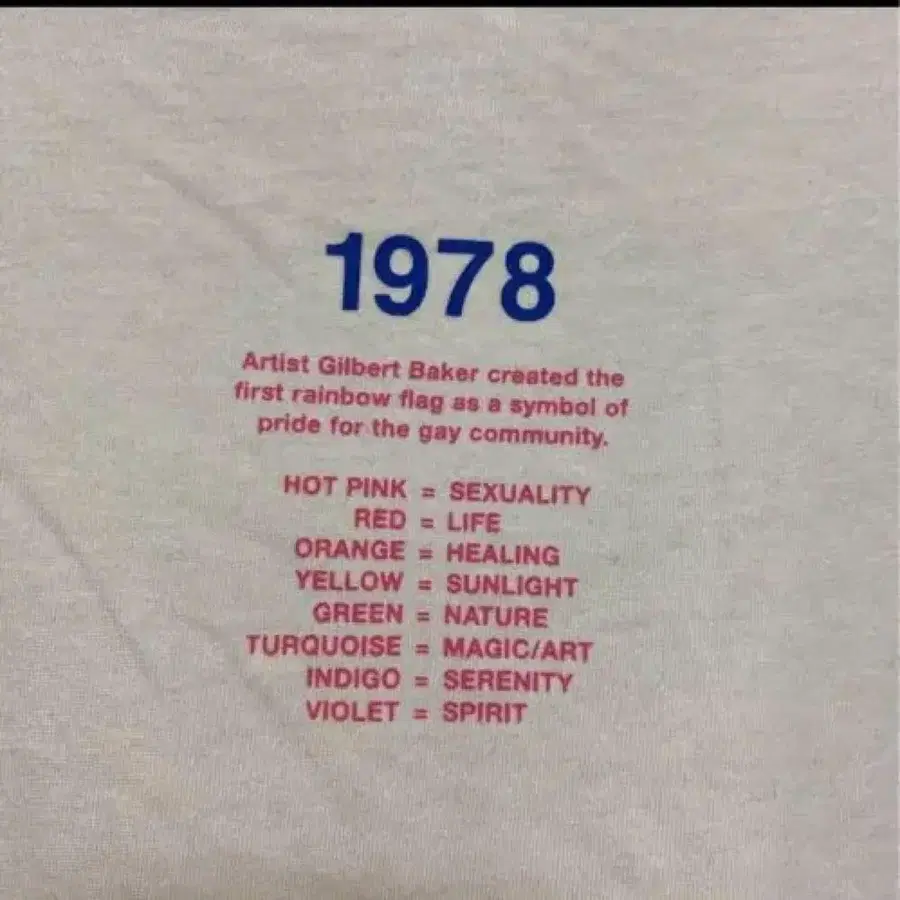 1978
Artist Gilbert Baker created the
first rainbow flag as a symbol of
pride for the gay community.
HOT PINK = SEXUALITY
RED = LIFE
ORANGE = HEALING
YELLOW = SUNLIGHT
GREEN = NATURE
TURQUOISE = MAGIC/ART
INDIGO = SERENITY
VIOLET = SPIRIT